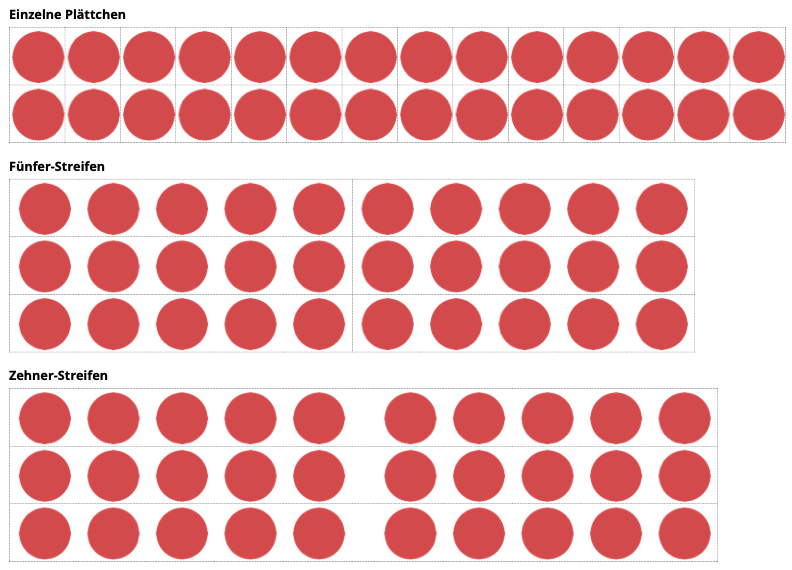 Einzelne Plättchen
Fünfer-Streifen
Zehner-Streifen